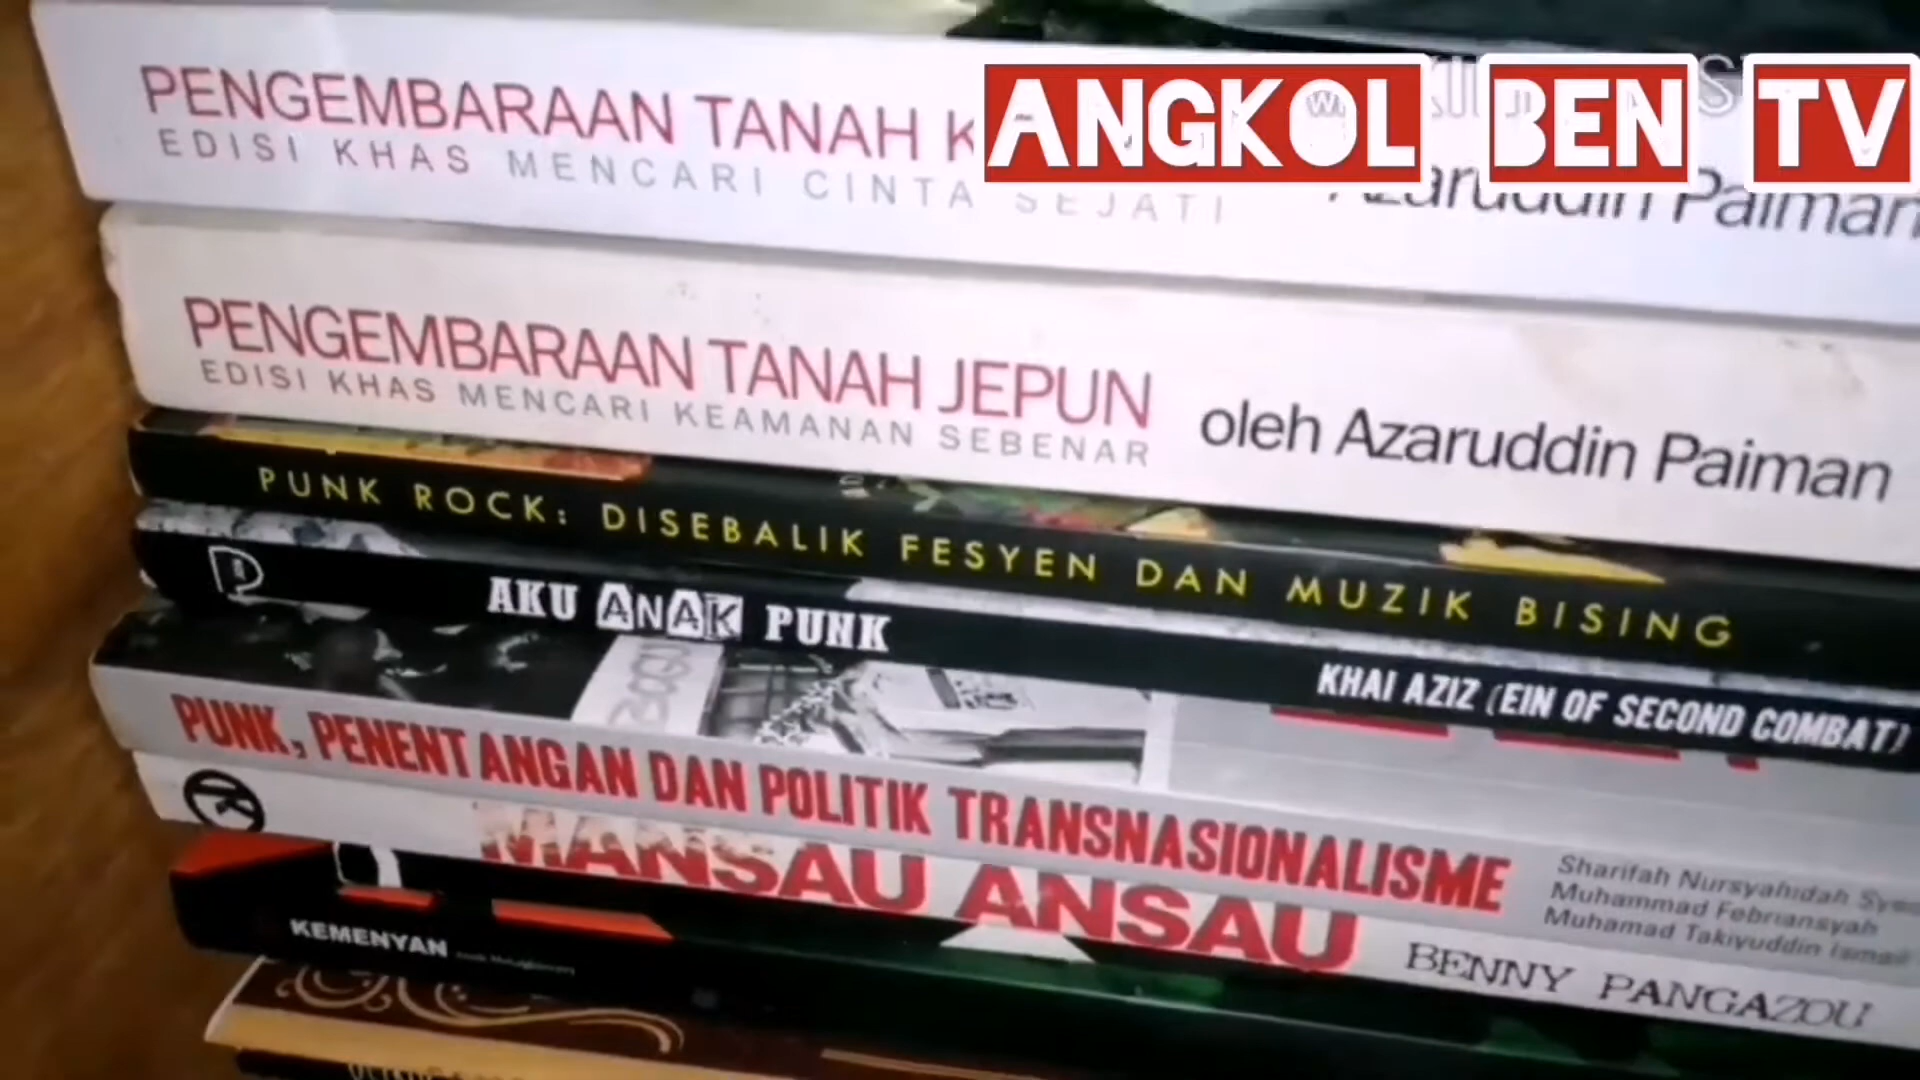 ANGKOL BEN TV
PENGEMBARAAN TANAH
EDISI KHAS MENCARI CINTA SEJATI
Azaruddin Paiman
PENGEMBARAAN TANAH JEPUN
EDISI KHAS MENCARI KEAMANAN SEBENAR
oleh Azaruddin Paiman
PUNK ROCK: DISEBALIK FESYEN DAN MUZIK BISING
AKU ANAK PUNK
KHAI AZIZ (EIN OF SECOND COMBAT)
PUNK, PENENTANGAN DAN POLITIK TRANSNASIONALISME
Sharifah Nursyahidah
Muhammad Febriansyah
Muhamad Takiyuddin Ismail
MANSAU ANSAU
BENNY PANGAZOU
KEMENYAN